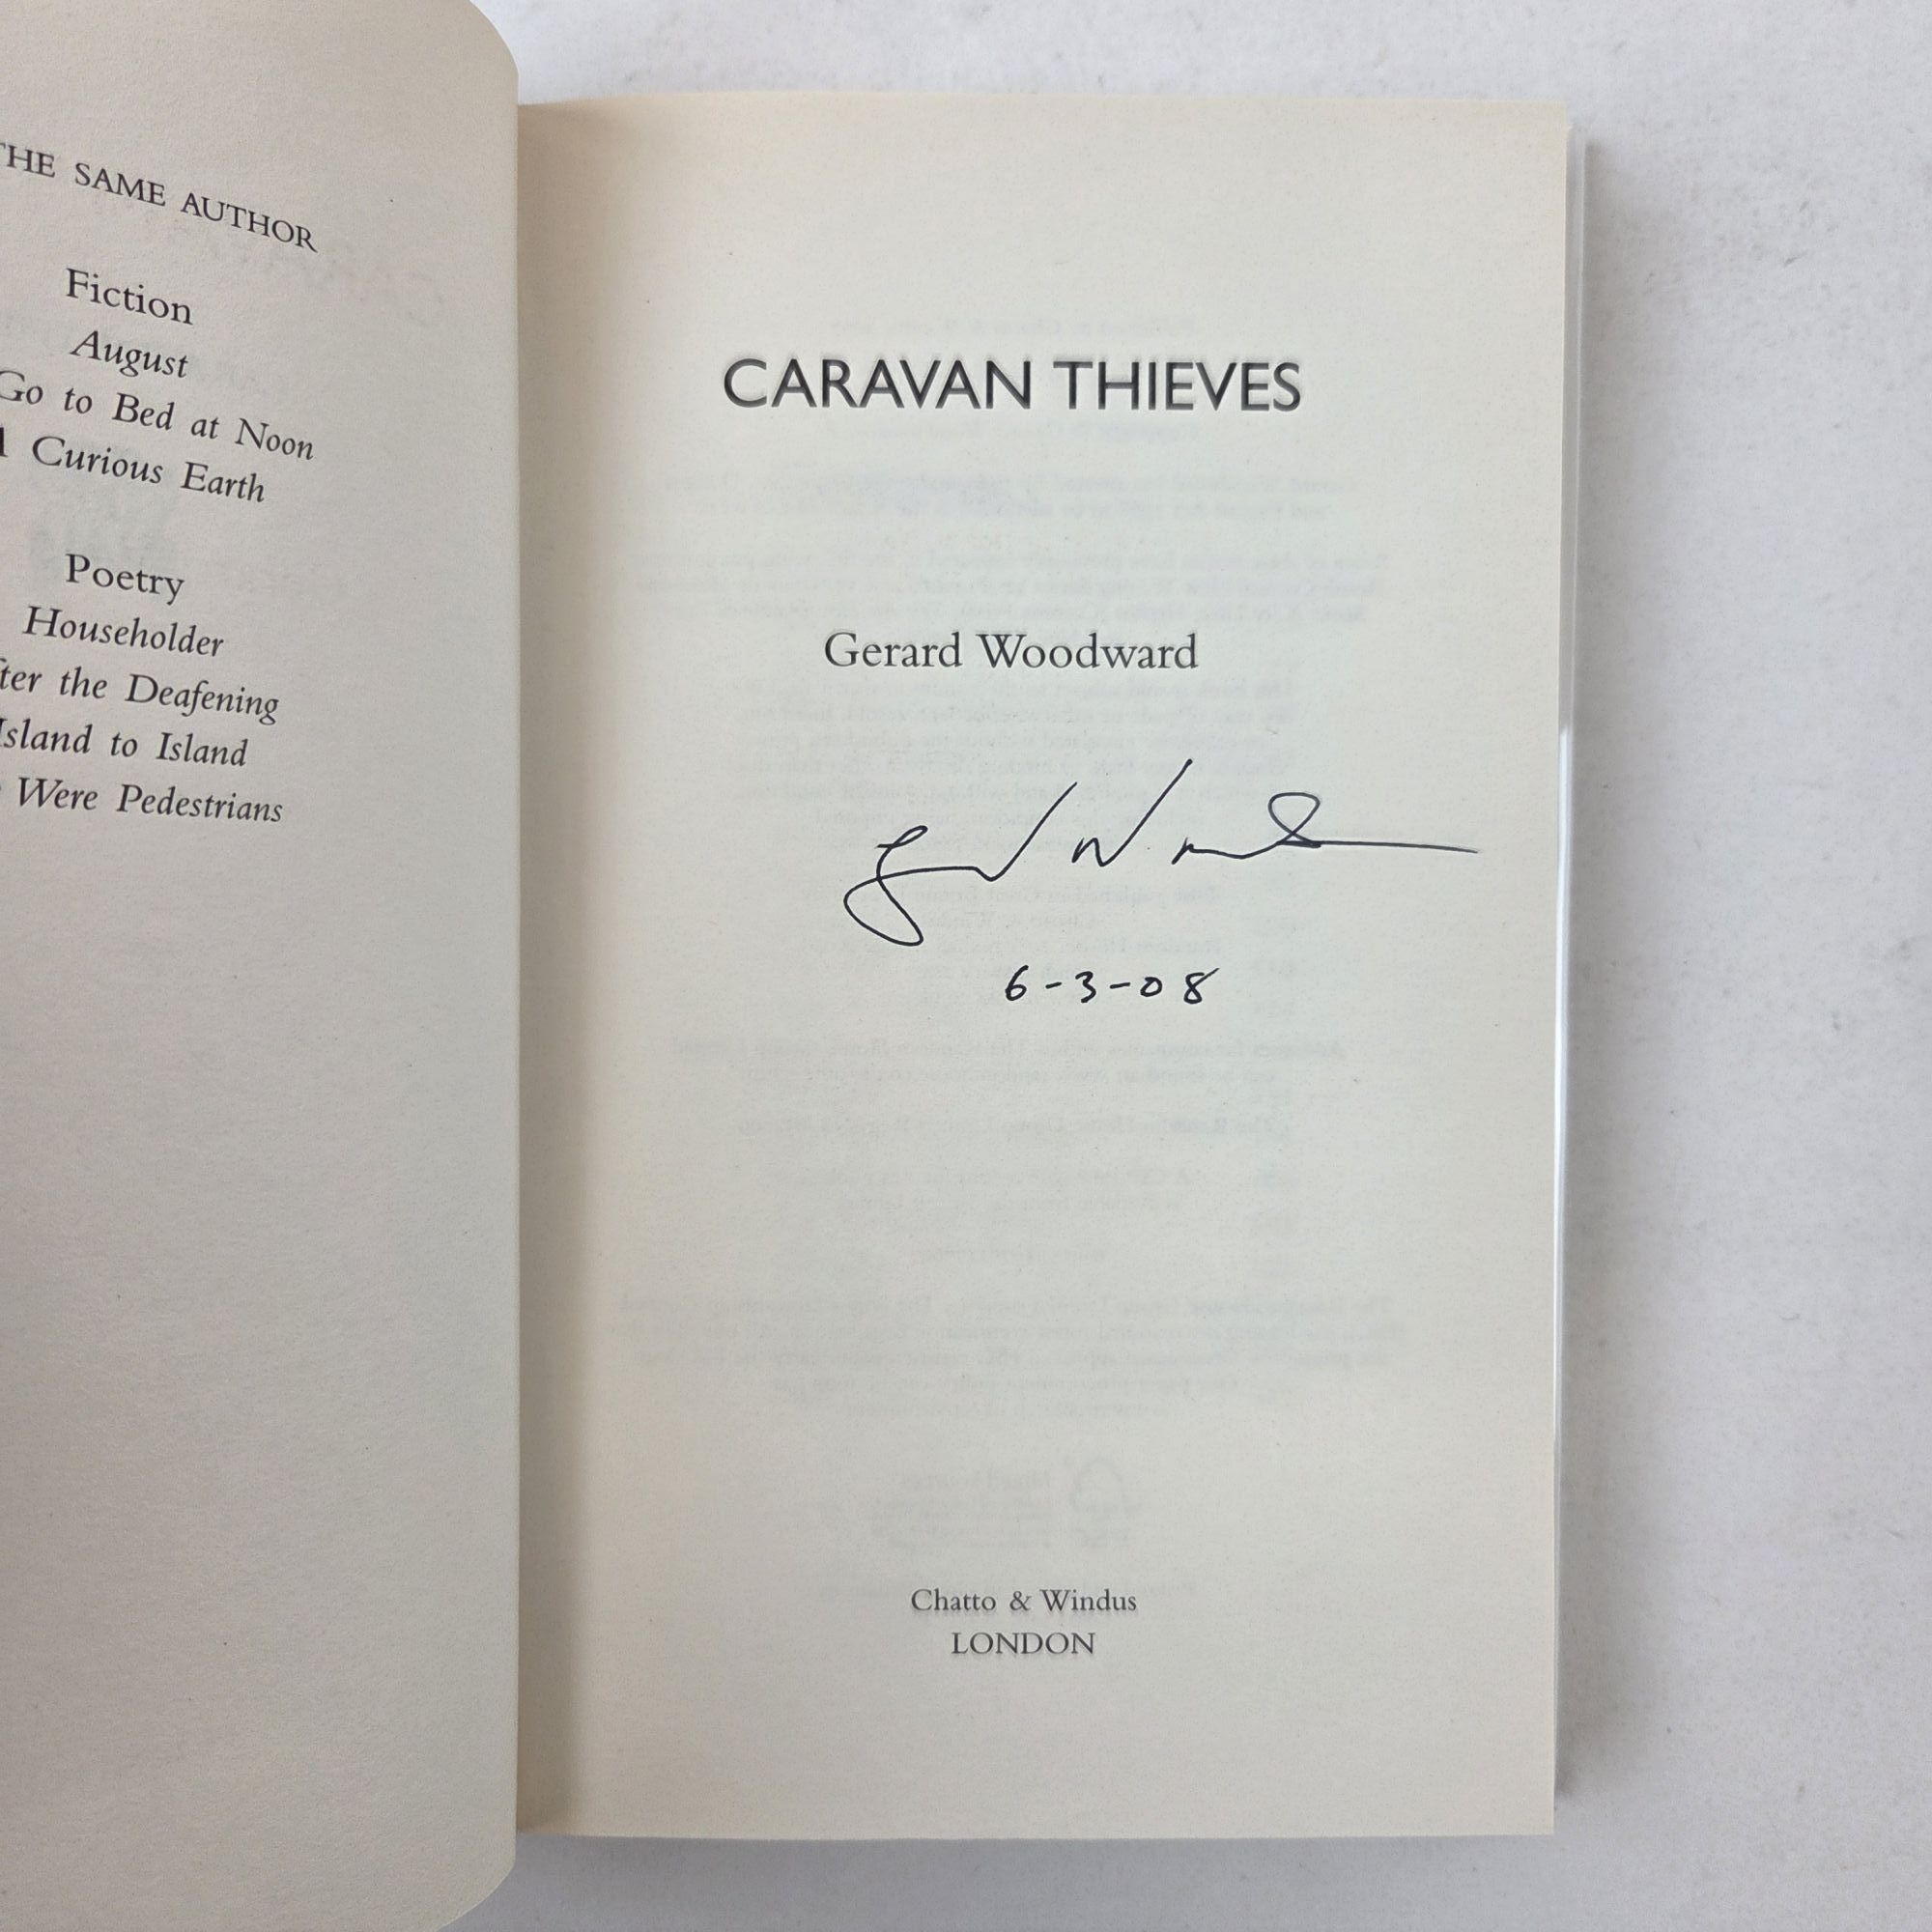 THE SAME AUTHOR
Fiction
August
Go to Bed at Noon
Curious Earth
Poetry
Householder
the Deafening
Island to Island
Were Pedestrians
CARAVAN THIEVES
Gerard Woodward
6-3-08
Chatto & Windus
LONDON